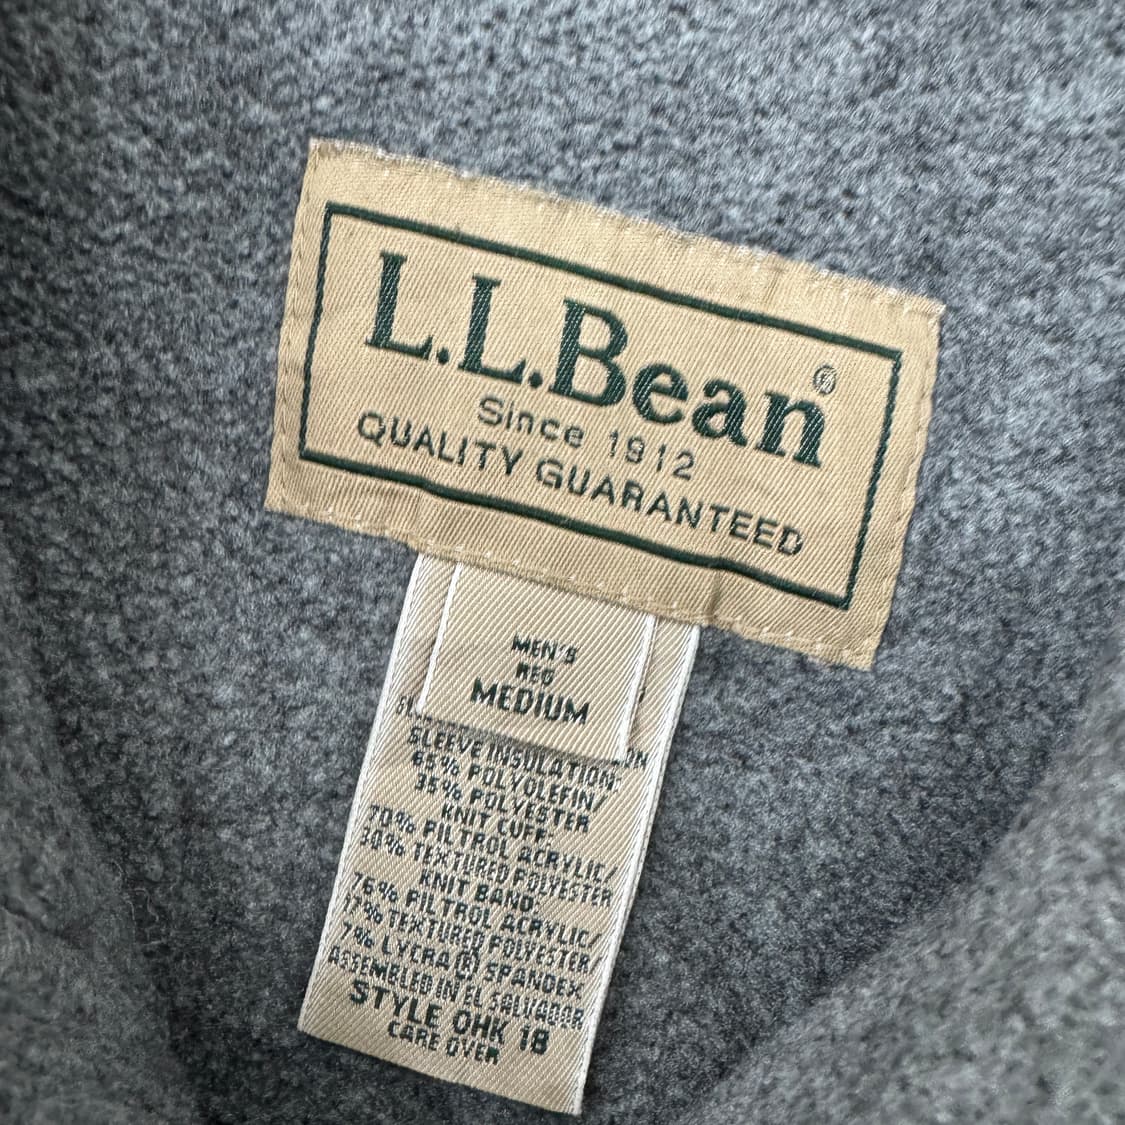 L.L.Bean®
Since 1912
QUALITY GUARANTEED
MEN'S
REG
MEDIUM
SLEEVE INSULATION:
65% POLYOLEFIN/
35% POLYESTER
KNIT CUFF:
70% PILTROL ACRYLIC/
30% TEXTURED POLYESTER
KNIT BAND
76% PILTROL ACRYLIC/
17% TEXTURED POLYESTER
7% LYCRA ® SPANDEX
ASSEMBLED IN EL SALVADOR
STYLE OHK 18
CARE OVER